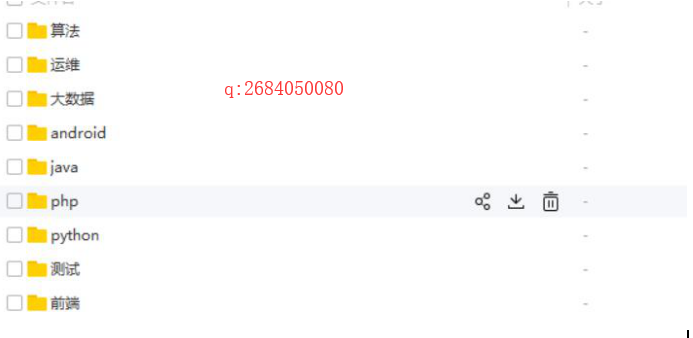 算法
运维
q:2684050080
大数据
android
java
php
python
测试
前端